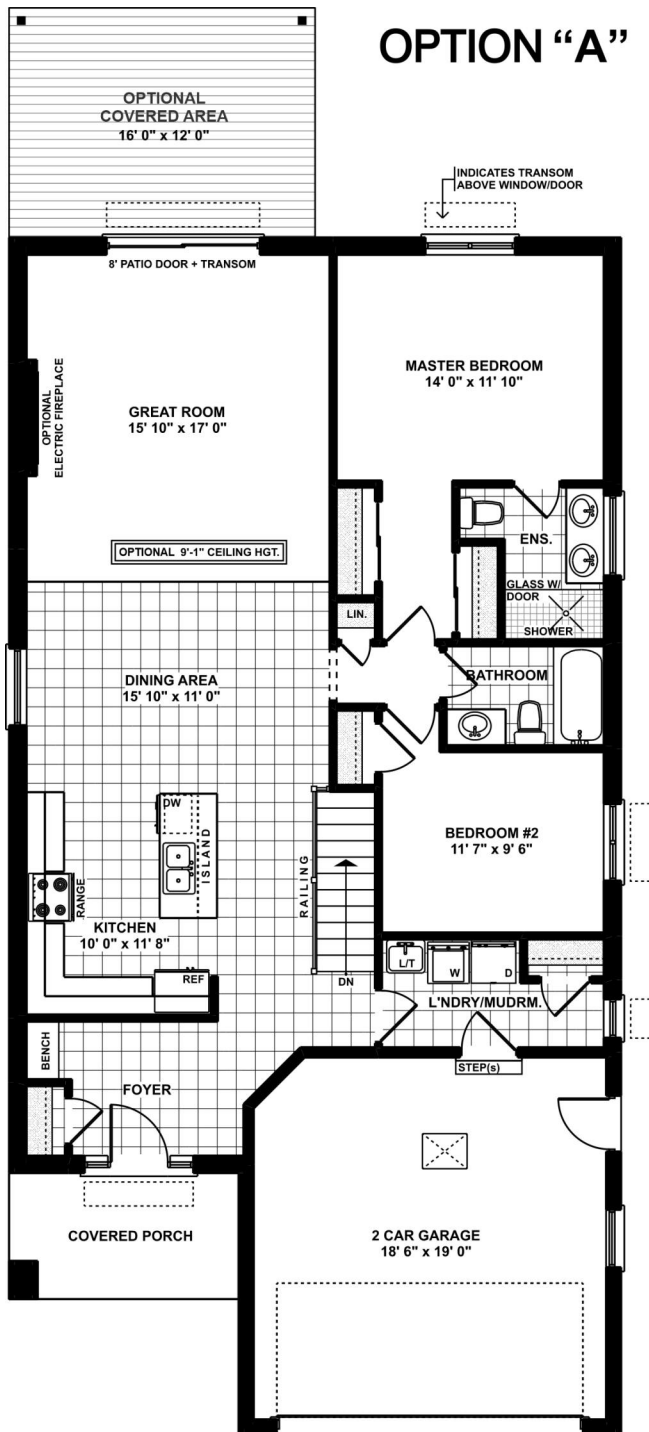 OPTION “A”
OPTIONAL
COVERED AREA
16' 0" x 12' 0"
INDICATES TRANSOM
ABOVE WINDOW/DOOR
8' PATIO DOOR + TRANSOM
MASTER BEDROOM
14' 0" x 11' 10"
OPTIONAL
ELECTRIC FIREPLACE
GREAT ROOM
15' 10" x 17' 0"
ENS.
OPTIONAL 9'-1" CEILING HGT.
GLASS W/
DOOR
SHOWER
LIN.
BATHROOM
DINING AREA
15' 10" x 11' 0"
DW
ISLAND
RAILING
BEDROOM #2
11' 7" x 9' 6"
RANGE
KITCHEN
10' 0" x 11' 8"
REF
DN
L/T
W
D
L'NDRY/MUDRM.
BENCH
FOYER
STEP(s)
COVERED PORCH
2 CAR GARAGE
18' 6" x 19' 0"